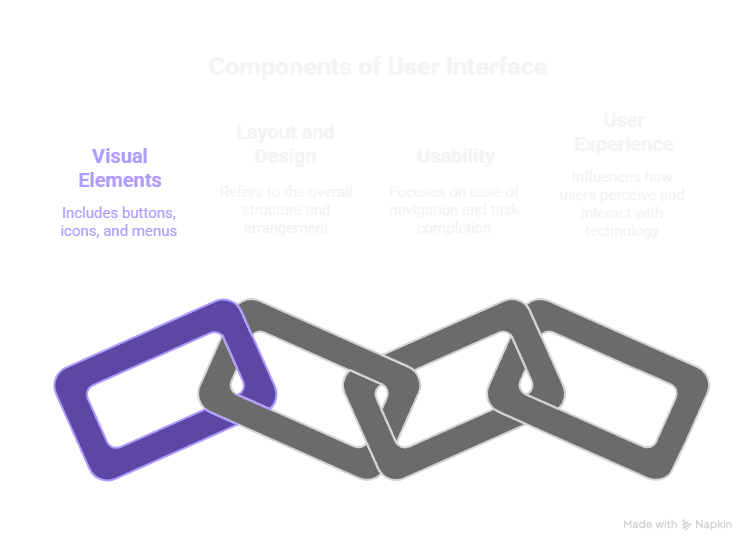 Components of User Interface
Visual
Elements
Includes buttons,
icons, and menus
Layout and
Design
Refers to the overall
structure and
arrangement
Usability
Focuses on ease of
navigation and task
completion
User
Experience
Influences how
users perceive and
interact with
technology
Made with Napkin